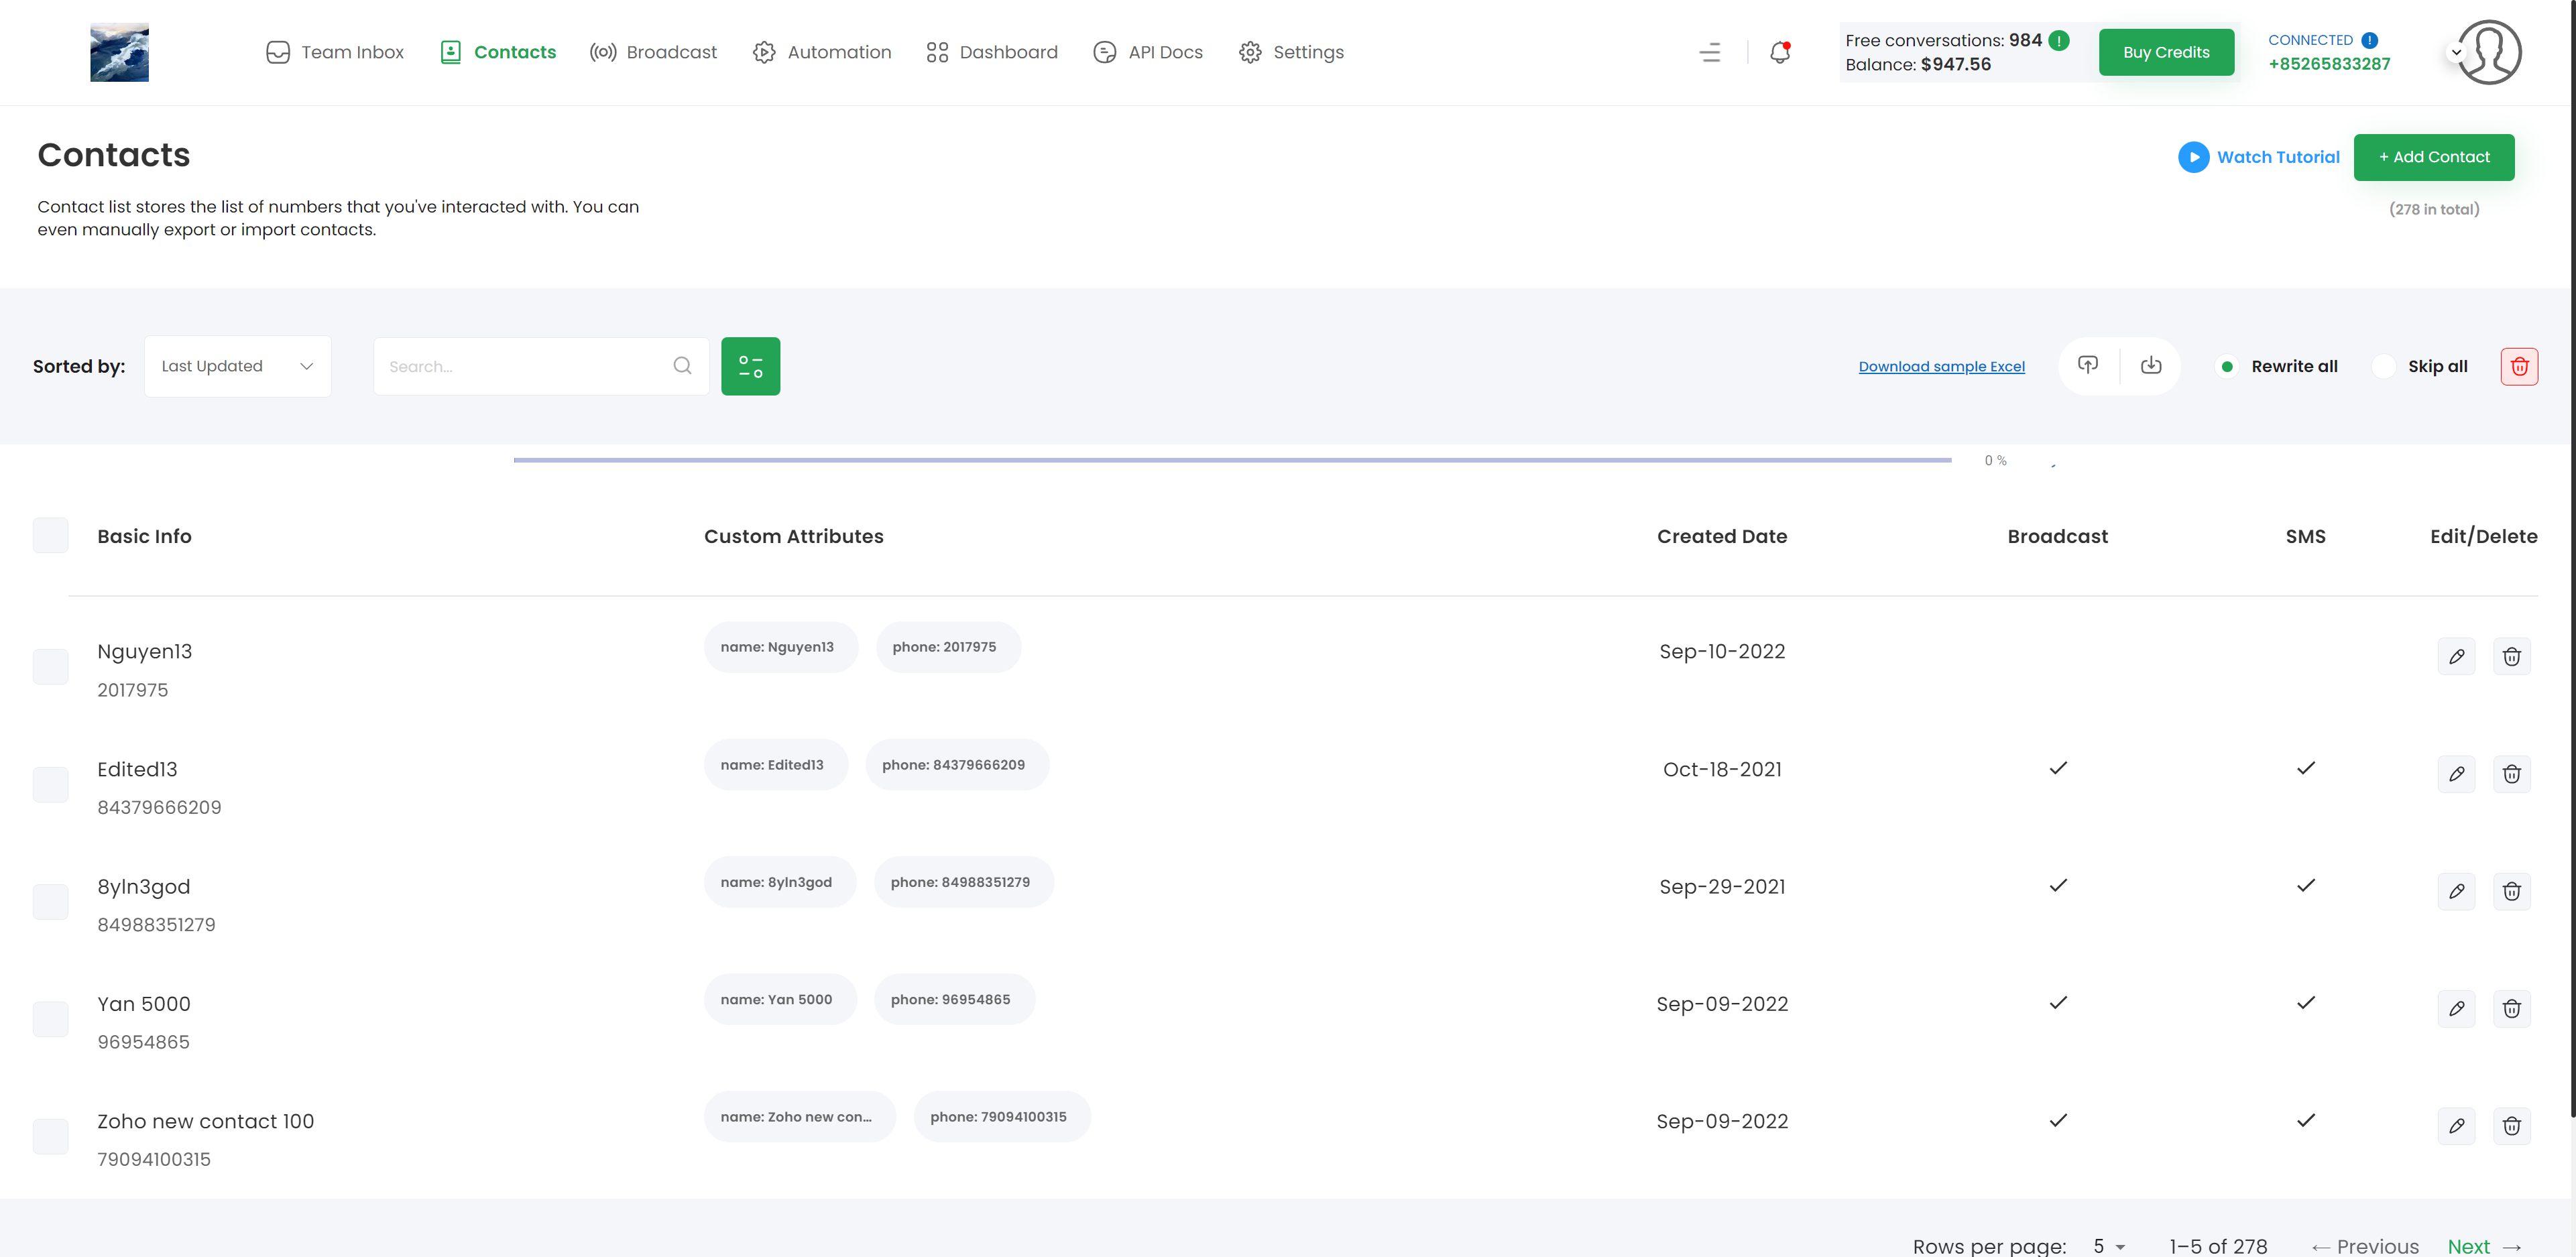 Team Inbox
Contacts
Broadcast
Automation
Dashboard
API Docs
Settings
Free conversations: 984
Balance: $947.56
Buy Credits
CONNECTED
+85265833287
Contacts
Watch Tutorial
+ Add Contact
Contact list stores the list of numbers that you've interacted with. You can
even manually export or import contacts.
(278 in total)
Sorted by:
Last Updated
Search...
Download sample Excel
Rewrite all
Skip all
0 %
Basic Info
Custom Attributes
Created Date
Broadcast
SMS
Edit/Delete
Nguyen13
2017975
name: Nguyen13
phone: 2017975
Sep-10-2022
Edited13
84379666209
name: Edited13
phone: 84379666209
Oct-18-2021
8yln3god
84988351279
name: 8yln3god
phone: 84988351279
Sep-29-2021
Yan 5000
96954865
name: Yan 5000
phone: 96954865
Sep-09-2022
Zoho new contact 100
79094100315
name: Zoho new con...
phone: 79094100315
Sep-09-2022
Rows per page: 5
1-5 of 278
← Previous
Next →